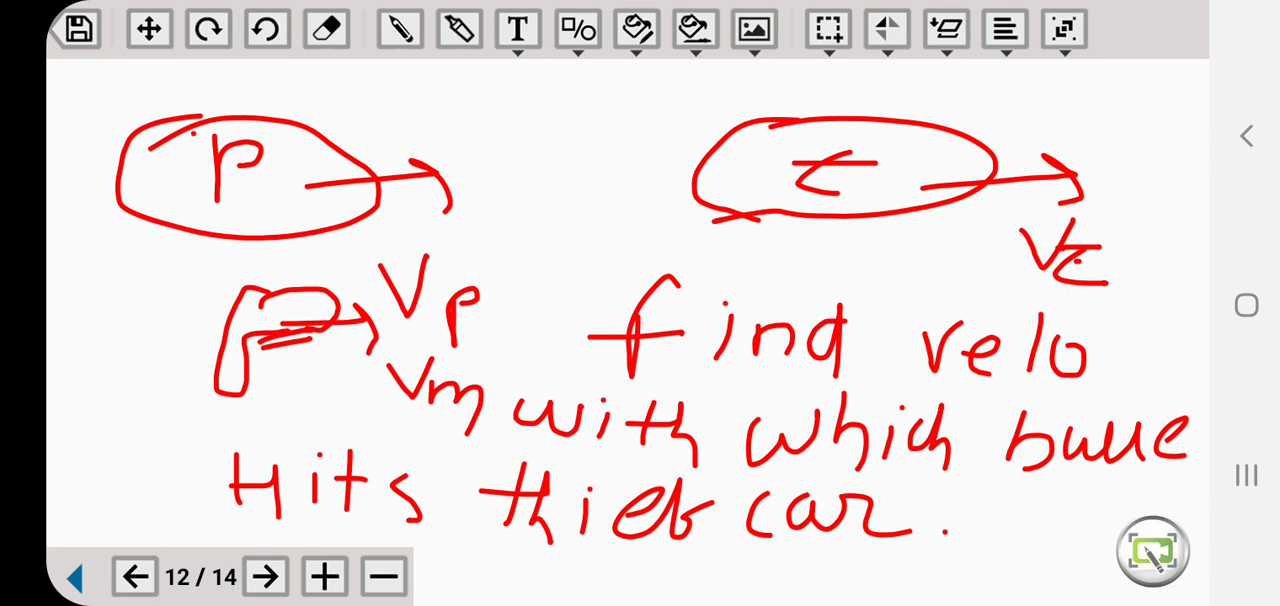 T
12 / 14
P
t
Vt
Vp
find velo
Vm with which bulle
Hits thief car.